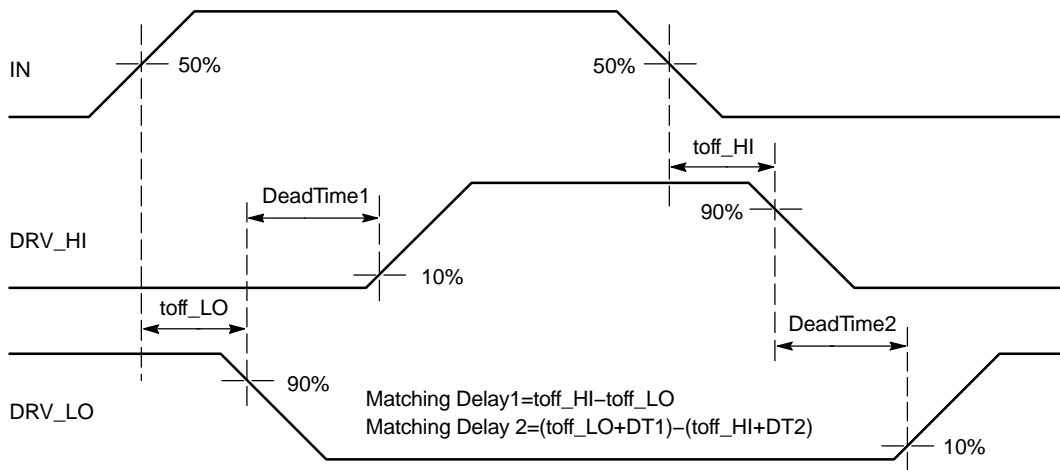 IN
50%
50%
toff_HI
DeadTime1
90%
DRV_HI
10%
toff_LO
DeadTime2
90%
DRV_LO
Matching Delay1=toff_HI−toff_LO
Matching Delay 2=(toff_LO+DT1)−(toff_HI+DT2)
10%